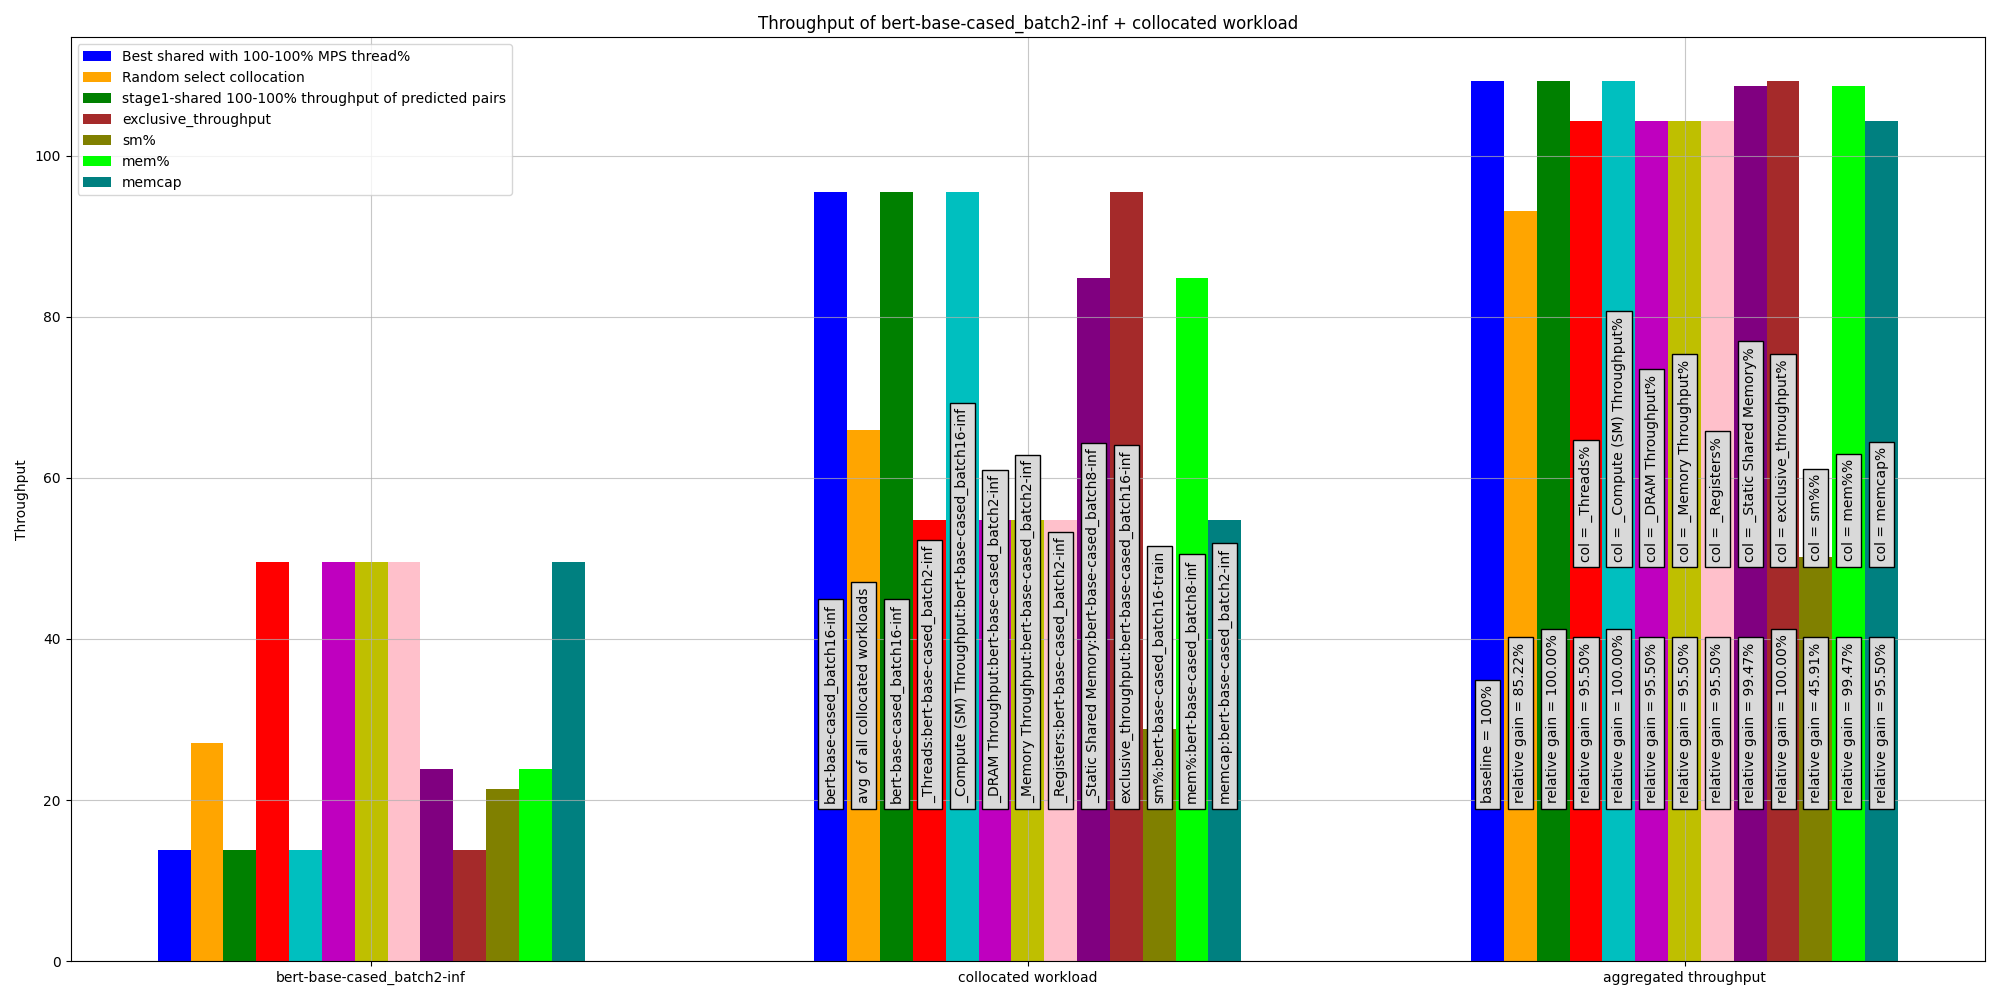 Throughput of bert-base-cased_batch2-inf + collocated workload
Best shared with 100-100% MPS thread%
Random select collocation
stage1-shared 100-100% throughput of predicted pairs
exclusive_throughput
sm%
mem%
memcap
Throughput
100
80
60
40
20
0
bert-base-cased_batch16-inf
avg of all collocated workloads
bert-base-cased_batch16-inf
_Threads:bert-base-cased_batch2-inf
_Compute (SM) Throughput:bert-base-cased_batch16-inf
_DRAM Throughput:bert-base-cased_batch2-inf
_Memory Throughput:bert-base-cased_batch2-inf
_Registers:bert-base-cased_batch2-inf
_Static Shared Memory:bert-base-cased_batch8-inf
exclusive_throughput:bert-base-cased_batch16-inf
sm%:bert-base-cased_batch16-train
mem%:bert-base-cased_batch8-inf
memcap:bert-base-cased_batch2-inf
col = _Threads%
col = _Compute (SM) Throughput%
col = _DRAM Throughput%
col = _Memory Throughput%
col = _Registers%
col = _Static Shared Memory%
col = exclusive_throughput%
col = sm%%
col = mem%%
col = memcap%
baseline = 100%
relative gain = 85.22%
relative gain = 100.00%
relative gain = 95.50%
relative gain = 100.00%
relative gain = 95.50%
relative gain = 95.50%
relative gain = 95.50%
relative gain = 99.47%
relative gain = 100.00%
relative gain = 45.91%
relative gain = 99.47%
relative gain = 95.50%
bert-base-cased_batch2-inf
collocated workload
aggregated throughput